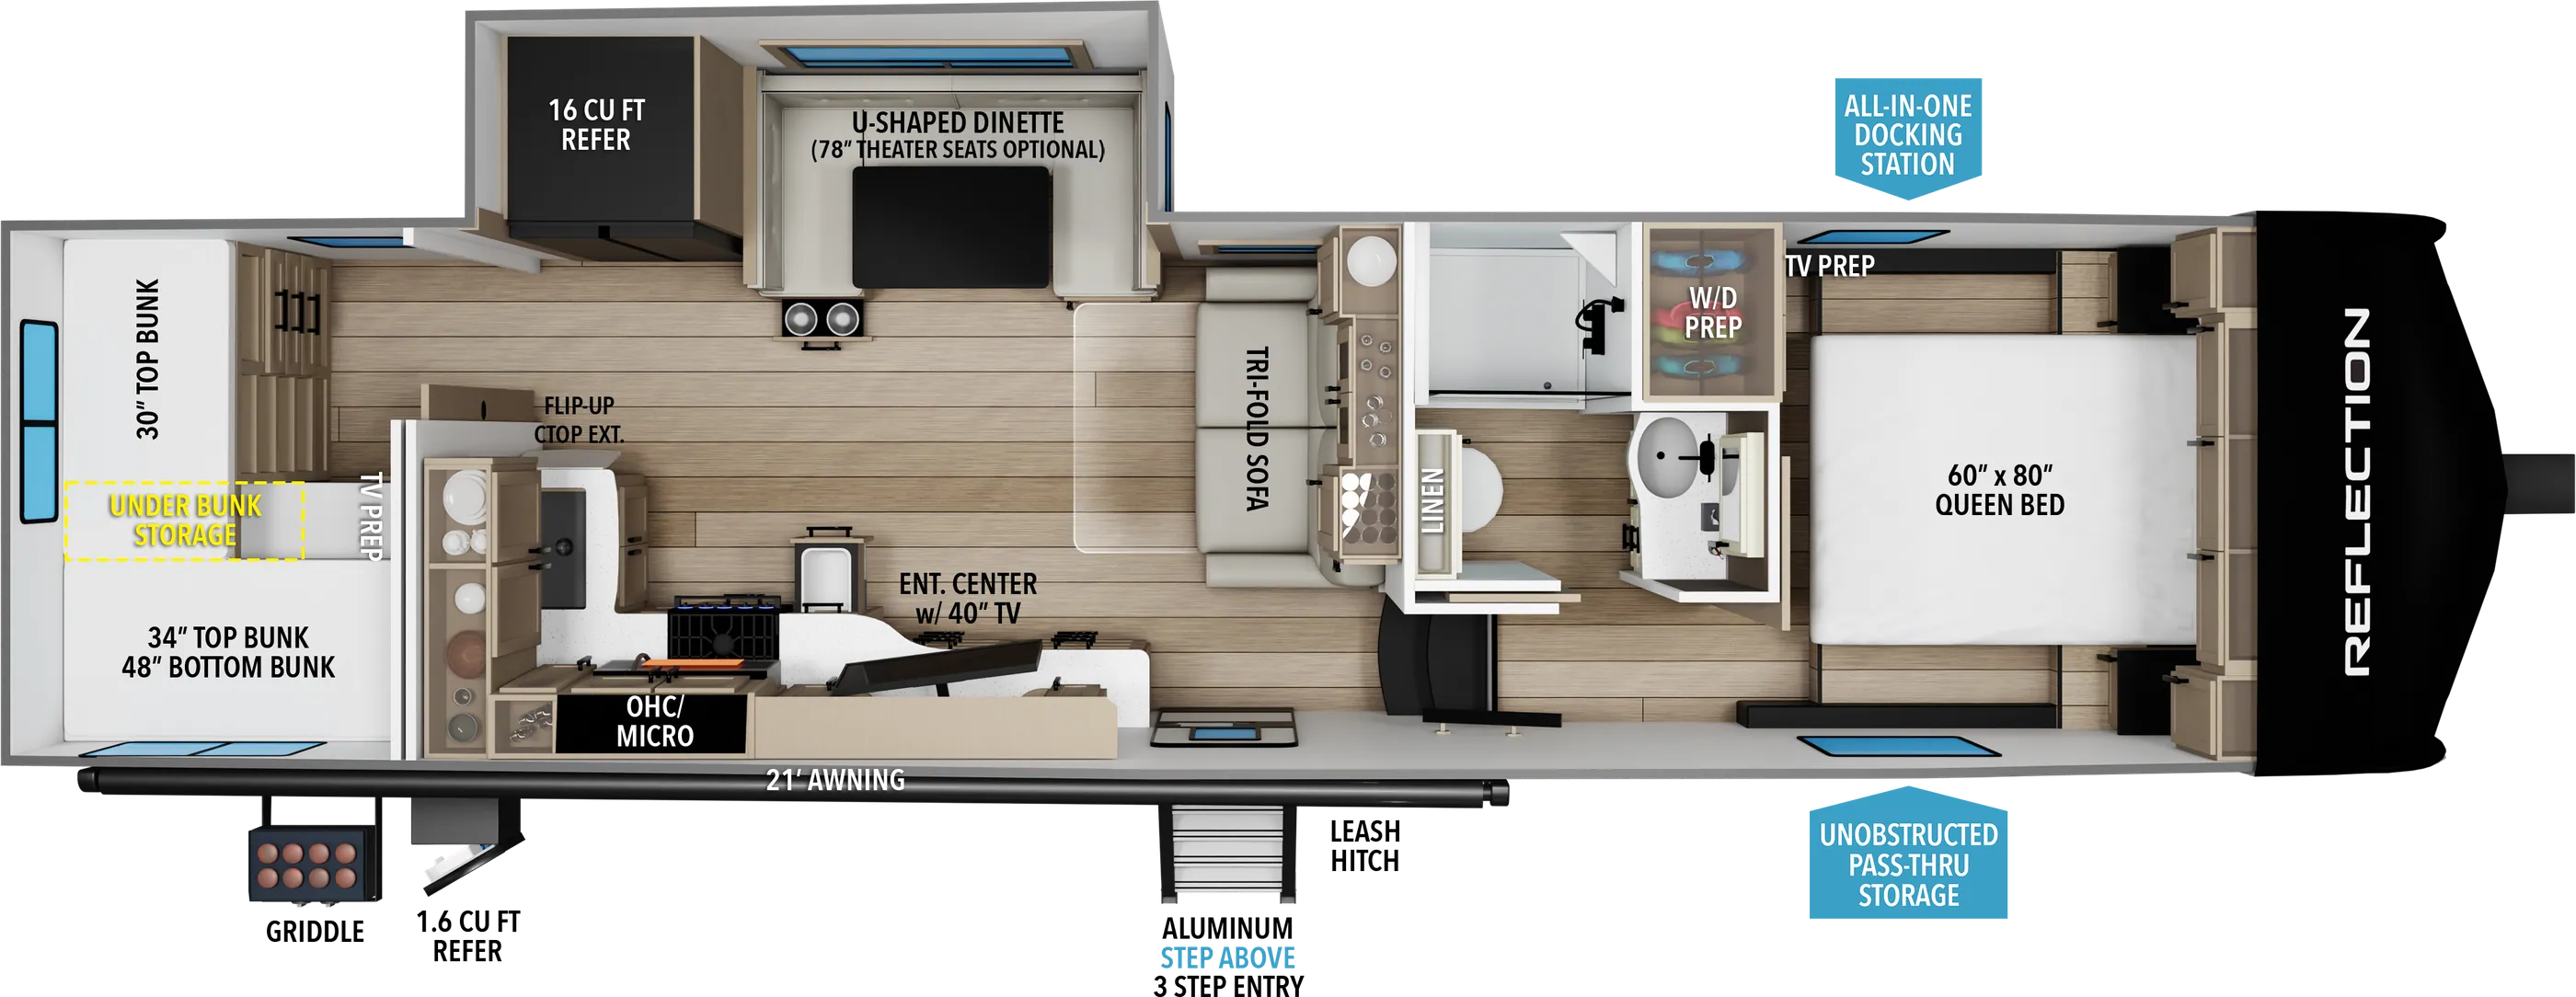 16 CU FT
REFER
U-SHAPED DINETTE
(78” THEATER SEATS OPTIONAL)
ALL-IN-ONE
DOCKING
STATION
30” TOP BUNK
TV PREP
W/D
PREP
FLIP-UP
CTOP EXT.
TRI-FOLD SOFA
REFLECTION
UNDER BUNK
STORAGE
TV PREP
LINEN
60” x 80”
QUEEN BED
34” TOP BUNK
48” BOTTOM BUNK
ENT. CENTER
w/ 40” TV
OHC/
MICRO
21’ AWNING
GRIDDLE
1.6 CU FT
REFER
LEASH
HITCH
ALUMINUM
STEP ABOVE
3 STEP ENTRY
UNOBSTRUCTED
PASS-THRU
STORAGE